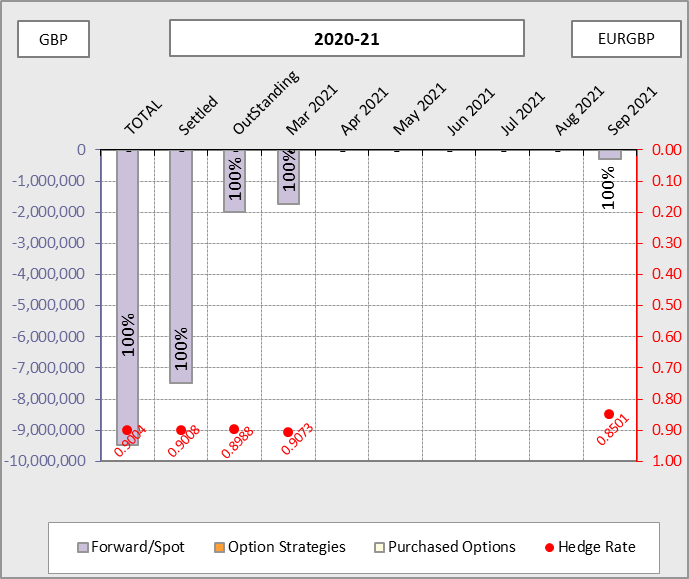 GBP
2020-21
EURGBP
TOTAL
Settled
OutStanding
Mar 2021
Apr 2021
May 2021
Jun 2021
Jul 2021
Aug 2021
Sep 2021
0
-1,000,000
-2,000,000
-3,000,000
-4,000,000
-5,000,000
-6,000,000
-7,000,000
-8,000,000
-9,000,000
-10,000,000
100%
100%
100%
100%
100%
0.9004
0.9008
0.8988
0.9073
0.8501
0.00
0.10
0.20
0.30
0.40
0.50
0.60
0.70
0.80
0.90
1.00
Forward/Spot
Option Strategies
Purchased Options
Hedge Rate